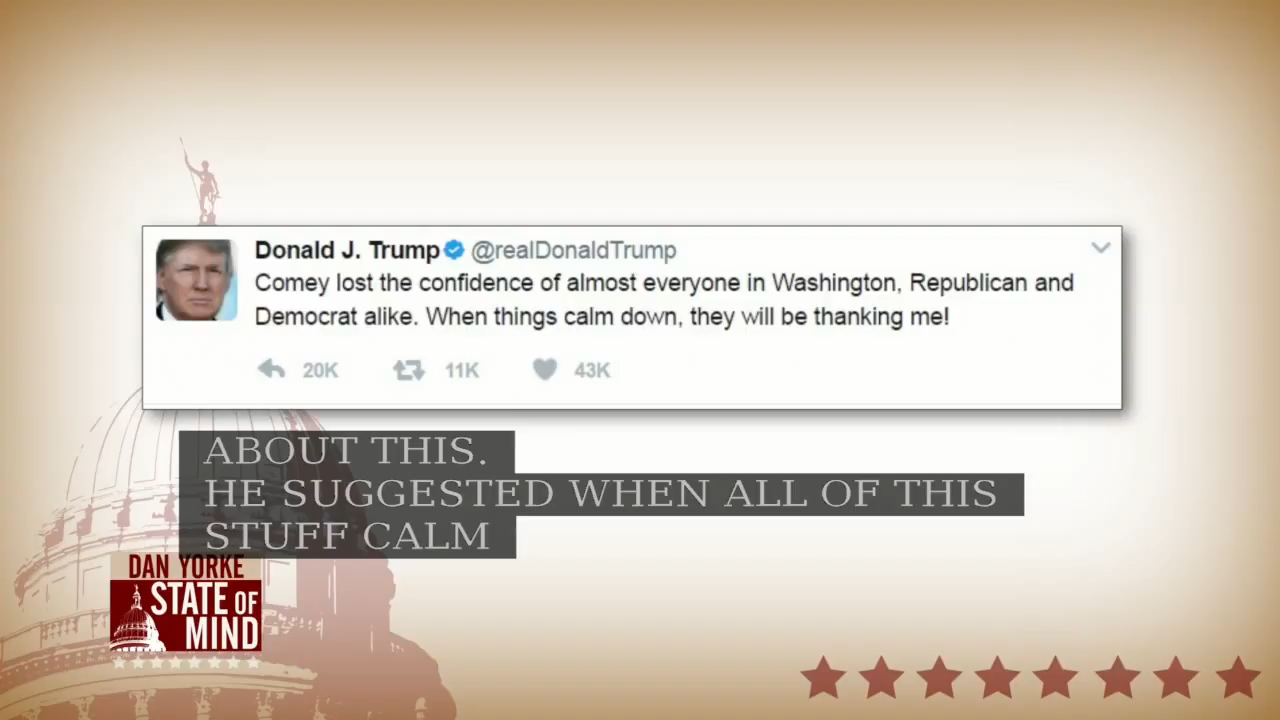 Donald J. Trump @realDonaldTrump
Comey lost the confidence of almost everyone in Washington, Republican and
Democrat alike. When things calm down, they will be thanking me!
20K 11K 43K
ABOUT THIS.
HE SUGGESTED WHEN ALL OF THIS
STUFF CALM
DAN YORKE
STATE OF
MIND